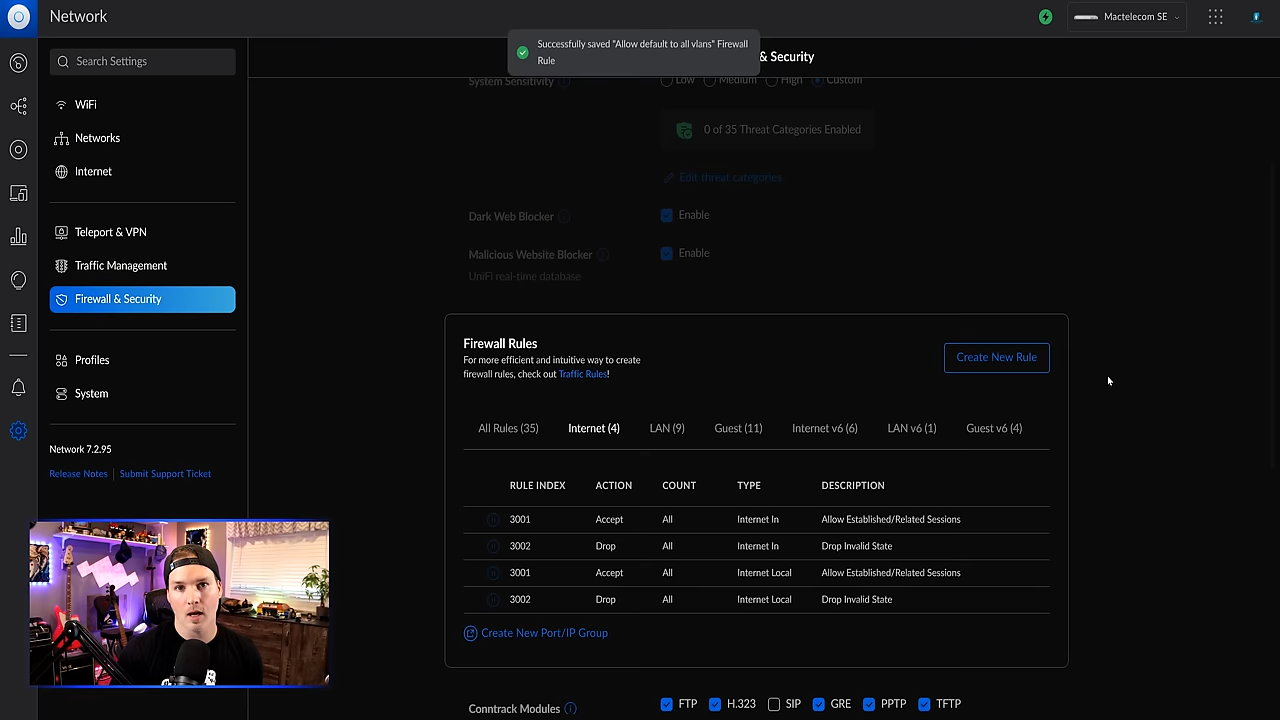 Network
Mactelecom SE
Successfully saved "Allow default to all vlans" Firewall
Rule
Search Settings
WiFi
Networks
Internet
Teleport & VPN
Traffic Management
Firewall & Security
Profiles
System
Network 7.2.95
Release Notes | Submit Support Ticket
& Security
System Sensitivity
Low Medium High Custom
0 of 35 Threat Categories Enabled
Edit threat categories
Dark Web Blocker Enable
Malicious Website Blocker Enable
UniFi real-time database
Firewall Rules
For more efficient and intuitive way to create
firewall rules, check out Traffic Rules!
Create New Rule
All Rules (35) Internet (4) LAN (9) Guest (11) Internet v6 (6) LAN v6 (1) Guest v6 (4)
RULE INDEX ACTION COUNT TYPE DESCRIPTION
3001 Accept All Internet In Allow Established/Related Sessions
3002 Drop All Internet In Drop Invalid State
3001 Accept All Internet Local Allow Established/Related Sessions
3002 Drop All Internet Local Drop Invalid State
Create New Port/IP Group
Conntrack Modules FTP H.323 SIP GRE PPTP TFTP